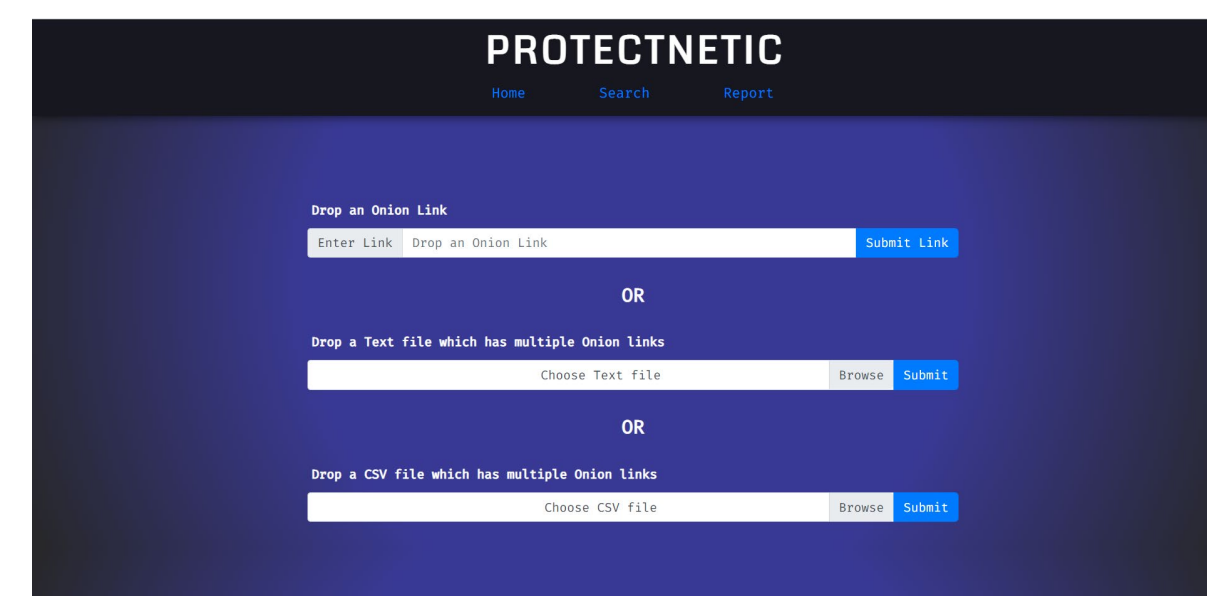 PROTECTNETIC
Home Search Report
Drop an Onion Link
Enter Link Drop an Onion Link Submit Link
OR
Drop a Text file which has multiple Onion links
Choose Text file Browse Submit
OR
Drop a CSV file which has multiple Onion links
Choose CSV file Browse Submit